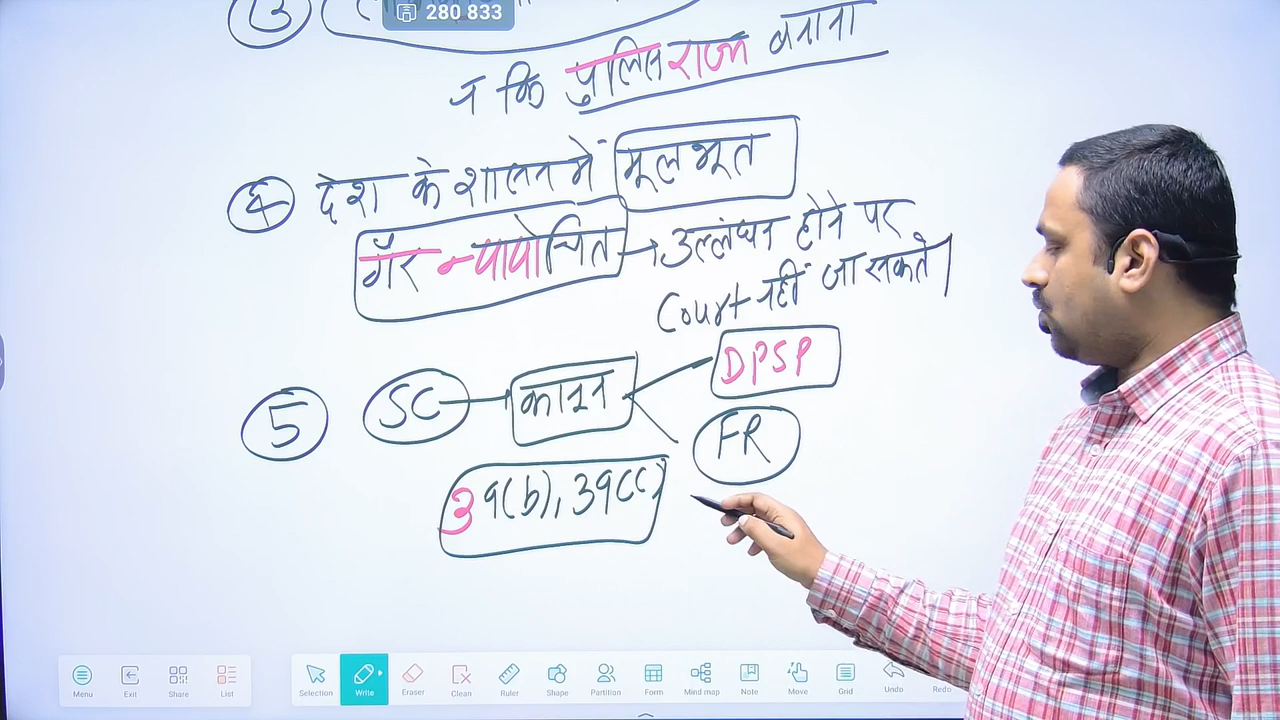 280 833
न कि पुलिस राज्य बनाना
④ देश के शासन में मूलभूत
गैर-न्यायोचित → उल्लंघन होने पर
Court नहीं जा सकते।
⑤ SC कानून DPSP
FR
39(b), 39(c)
Menu Exit Share List Selection Write Eraser Clean Ruler Shape Partition Form Mind map Note Move Grid Undo Redo